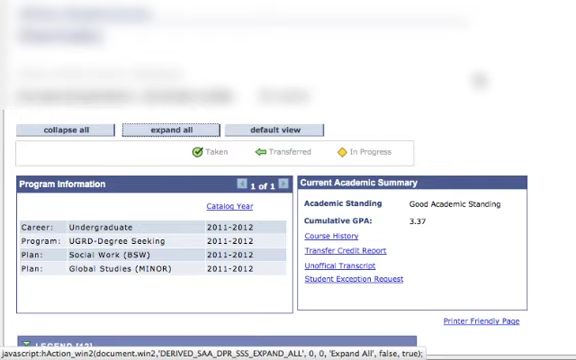 collapse all expand all default view
Taken Transferred In Progress
Program Information 1 of 1
Catalog Year
Career: Undergraduate 2011-2012
Program: UGRD-Degree Seeking 2011-2012
Plan: Social Work (BSW) 2011-2012
Plan: Global Studies (MINOR) 2011-2012
Current Academic Summary
Academic Standing Good Academic Standing
Cumulative GPA: 3.37
Course History
Transfer Credit Report
Unoffical Transcript
Student Exception Request
Printer Friendly Page
LEGEND [12]
javascript:hAction_win2(document.win2,'DERIVED_SAA_DPR_SSS_EXPAND_ALL', 0, 0, 'Expand All', false, true);